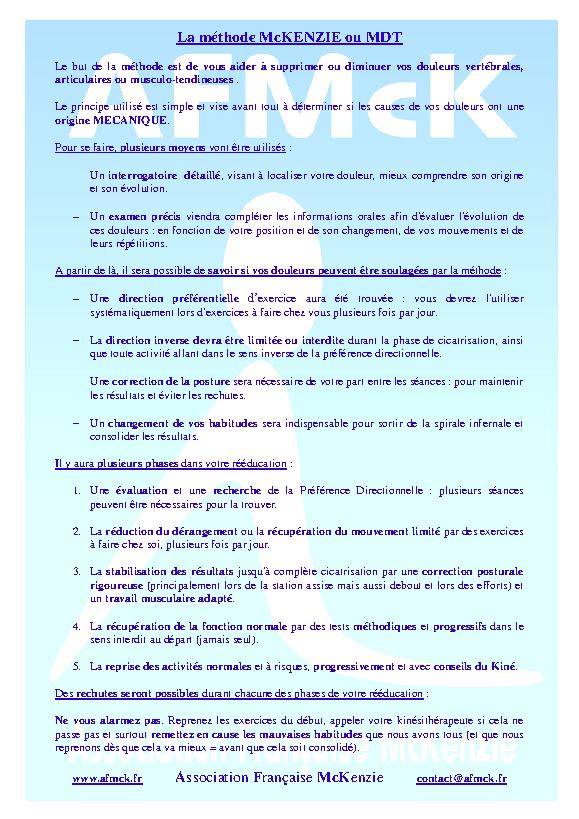 La méthode McKENZIE ou MDT
Le but de la méthode est de vous aider à supprimer ou diminuer vos douleurs vertébrales,
articulaires ou musculo-tendineuses .
Le principe utilisé est simple et vise avant tout à déterminer si les causes de vos douleurs ont une
origine MECANIQUE.
Pour se faire, plusieurs moyens vont être utilisés :
Un interrogatoire détaillé, visant à localiser votre douleur, mieux comprendre son origine
et son évolution.
– Un examen précis viendra compléter les informations orales afin d'évaluer l'évolution de
ces douleurs : en fonction de votre position et de son changement, de vos mouvements et de
leurs répétitions.
A partir de là, il sera possible de savoir si vos douleurs peuvent être soulagées par la méthode :
– Une direction préférentielle d'exercice aura été trouvée : vous devrez l'utiliser
systématiquement lors d'exercices à faire chez vous plusieurs fois par jour.
– La direction inverse devra être limitée ou interdite durant la phase de cicatrisation, ainsi
que toute activité allant dans le sens inverse de la préférence directionnelle.
Une correction de la posture sera nécessaire de votre part entre les séances : pour maintenir
les résultats et éviter les rechutes.
– Un changement de vos habitudes sera indispensable pour sortir de la spirale infernale et
consolider les résultats.
Il y aura plusieurs phases dans votre rééducation :
1. Une évaluation et une recherche de la Préférence Directionnelle : plusieurs séances
peuvent être nécessaires pour la trouver.
2. La réduction du dérangement ou la récupération du mouvement limité par des exercices
à faire chez soi, plusieurs fois par jour.
3. La stabilisation des résultats jusqu'à complète cicatrisation par une correction posturale
rigoureuse (principalement lors de la station assise mais aussi debout et lors des efforts) et
un travail musculaire adapté.
4. La récupération de la fonction normale par des tests méthodiques et progressifs dans le
sens interdit au départ (jamais seul).
5. La reprise des activités normales et à risques, progressivement et avec conseils du Kiné.
Des rechutes seront possibles durant chacune des phases de votre rééducation :
Ne vous alarmez pas. Reprenez les exercices du début, appeler votre kinésithérapeute si cela ne
passe pas et surtout remettez en cause les mauvaises habitudes que nous avons tous (et que nous
reprenons dès que cela va mieux = avant que cela soit consolidé).
AFMcK
Association Française McKenzie
www.afmck.fr Association Française McKenzie contact@afmck.fr